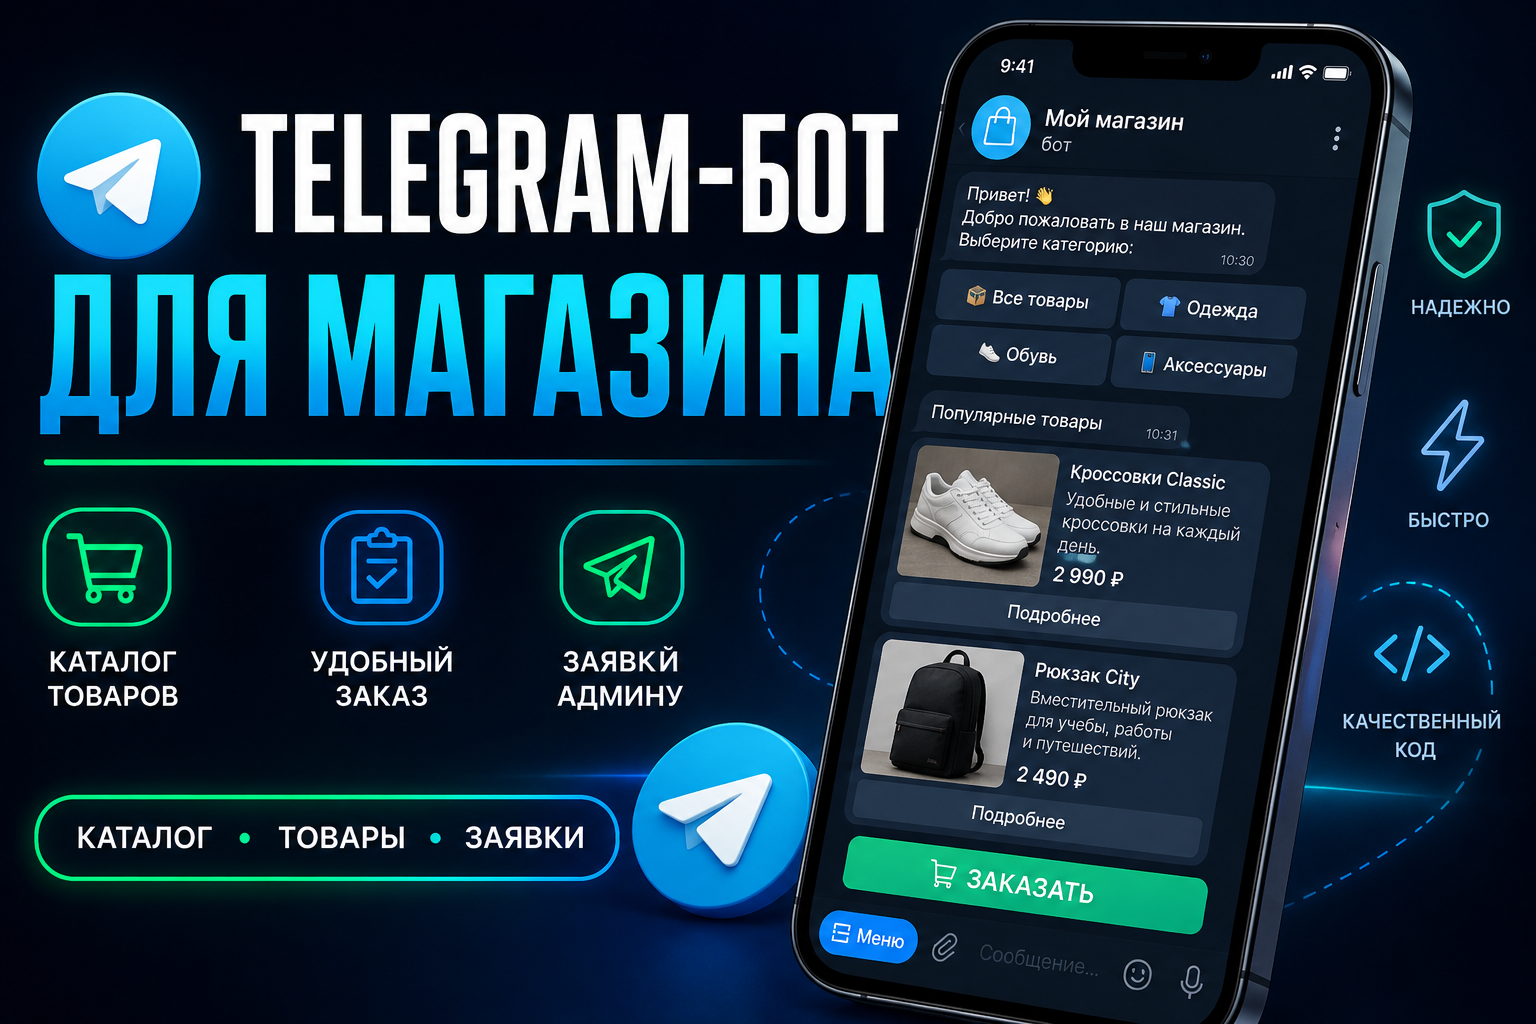 TELEGRAM-БОТ
ДЛЯ МАГАЗИНА
КАТАЛОГ
ТОВАРОВ
УДОБНЫЙ
ЗАКАЗ
ЗАЯВКЙ
АДМИНУ
КАТАЛОГ • ТОВАРЫ • ЗАЯВКИ
9:41
Мой магазин
бот
Привет! 👋
Добро пожаловать в наш магазин.
Выберите категорию:
10:30
Все товары
Одежда
Обувь
Аксессуары
Популярные товары
10:31
Кроссовки Classic
Удобные и стильные
кроссовки на каждый
день.
2 990 ₽
Подробнее
Рюкзак City
Вместительный рюкзак
для учебы, работы
и путешествий.
2 490 ₽
Подробнее
ЗАКАЗАТЬ
Меню
Сообщение...
НАДЕЖНО
БЫСТРО
</>
КАЧЕСТВЕННЫЙ
КОД